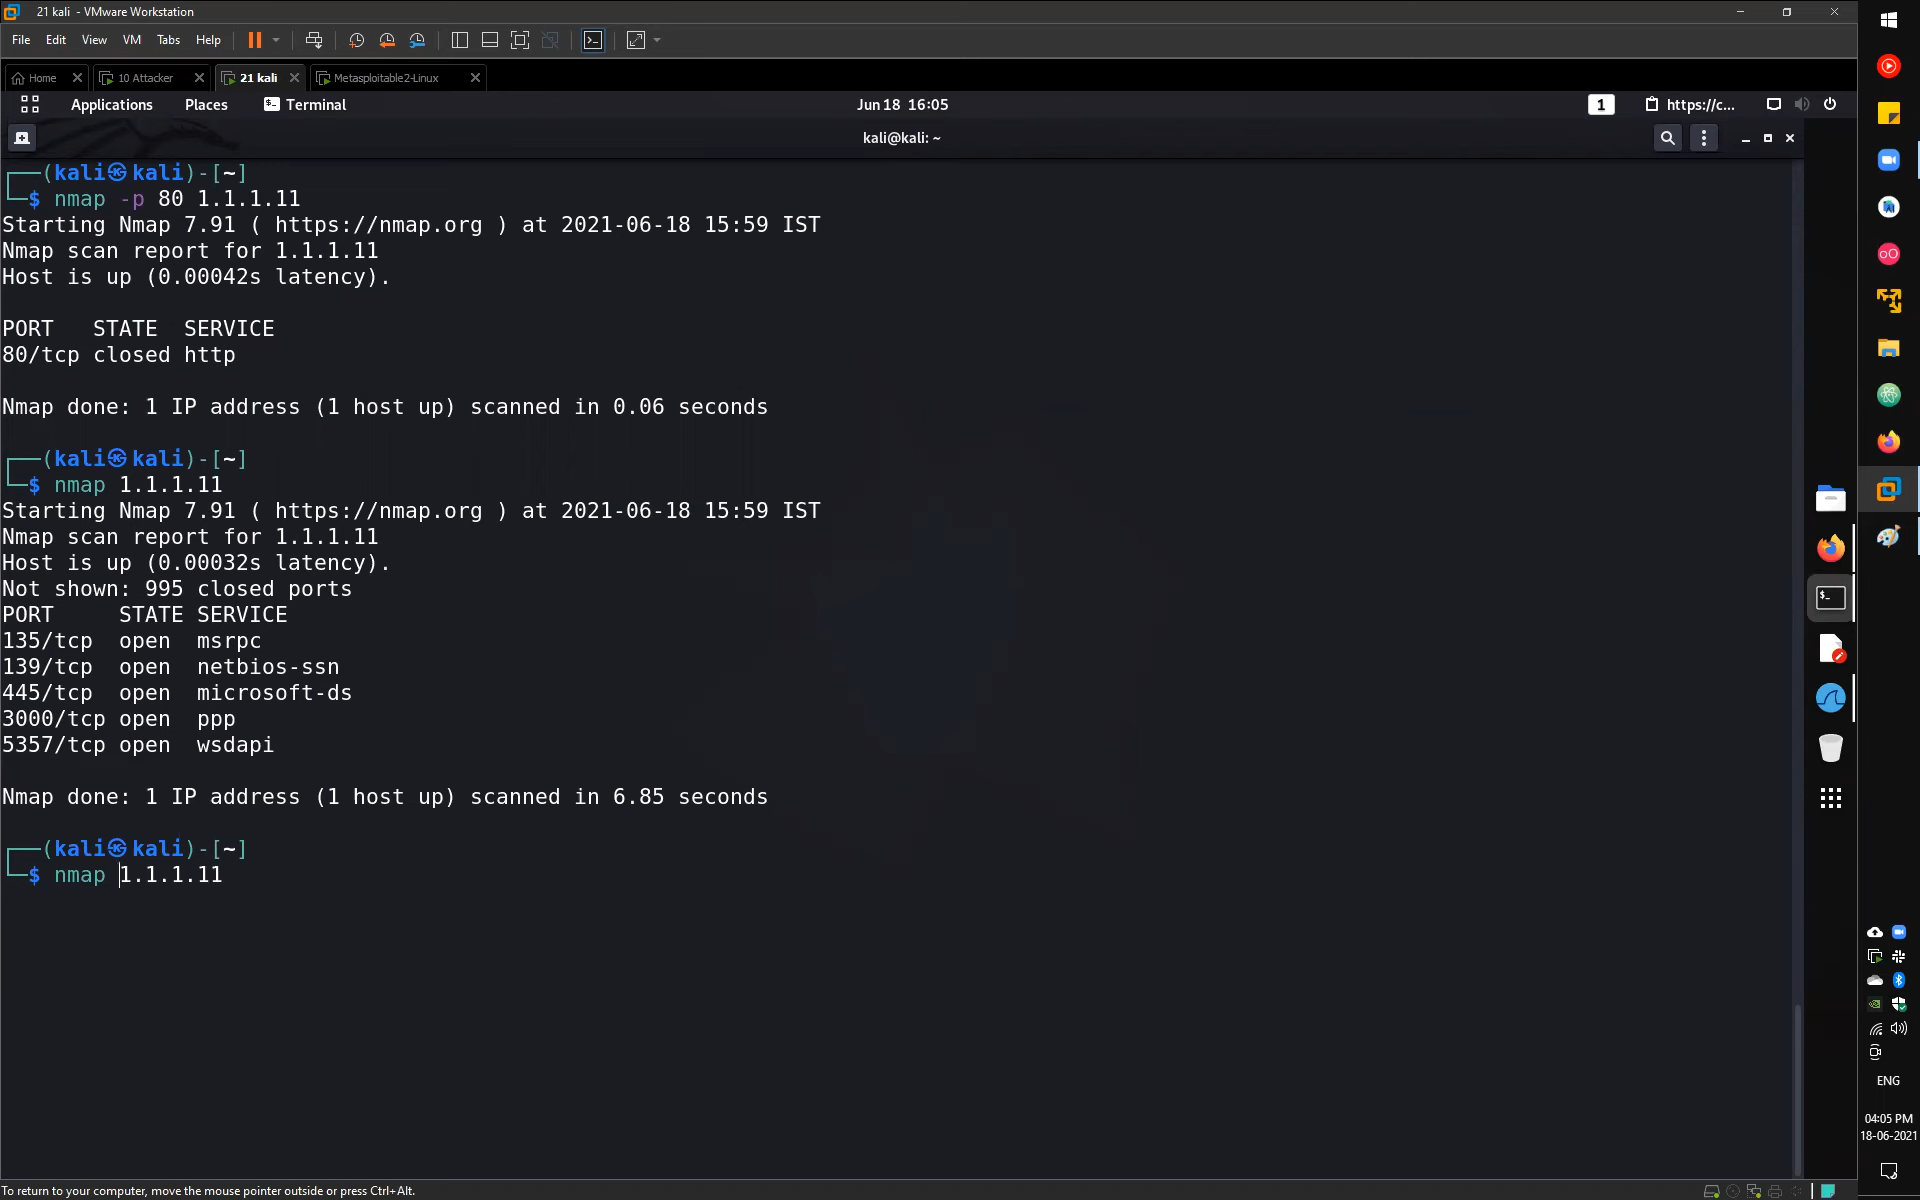 21 kali - VMware Workstation
File Edit View VM Tabs Help
Home 10 Attacker 21 kali Metasploitable2-Linux
Applications Places Terminal Jun 18 16:05 1 https://c...
kali@kali: ~
┌──(kali㉿kali)-[~]
└─$ nmap -p 80 1.1.1.11
Starting Nmap 7.91 ( https://nmap.org ) at 2021-06-18 15:59 IST
Nmap scan report for 1.1.1.11
Host is up (0.00042s latency).
PORT   STATE  SERVICE
80/tcp closed http
Nmap done: 1 IP address (1 host up) scanned in 0.06 seconds
┌──(kali㉿kali)-[~]
└─$ nmap 1.1.1.11
Starting Nmap 7.91 ( https://nmap.org ) at 2021-06-18 15:59 IST
Nmap scan report for 1.1.1.11
Host is up (0.00032s latency).
Not shown: 995 closed ports
PORT     STATE SERVICE
135/tcp  open  msrpc
139/tcp  open  netbios-ssn
445/tcp  open  microsoft-ds
3000/tcp open  ppp
5357/tcp open  wsdapi
Nmap done: 1 IP address (1 host up) scanned in 6.85 seconds
┌──(kali㉿kali)-[~]
└─$ nmap 1.1.1.11
ENG
04:05 PM
18-06-2021
To return to your computer, move the mouse pointer outside or press Ctrl+Alt.